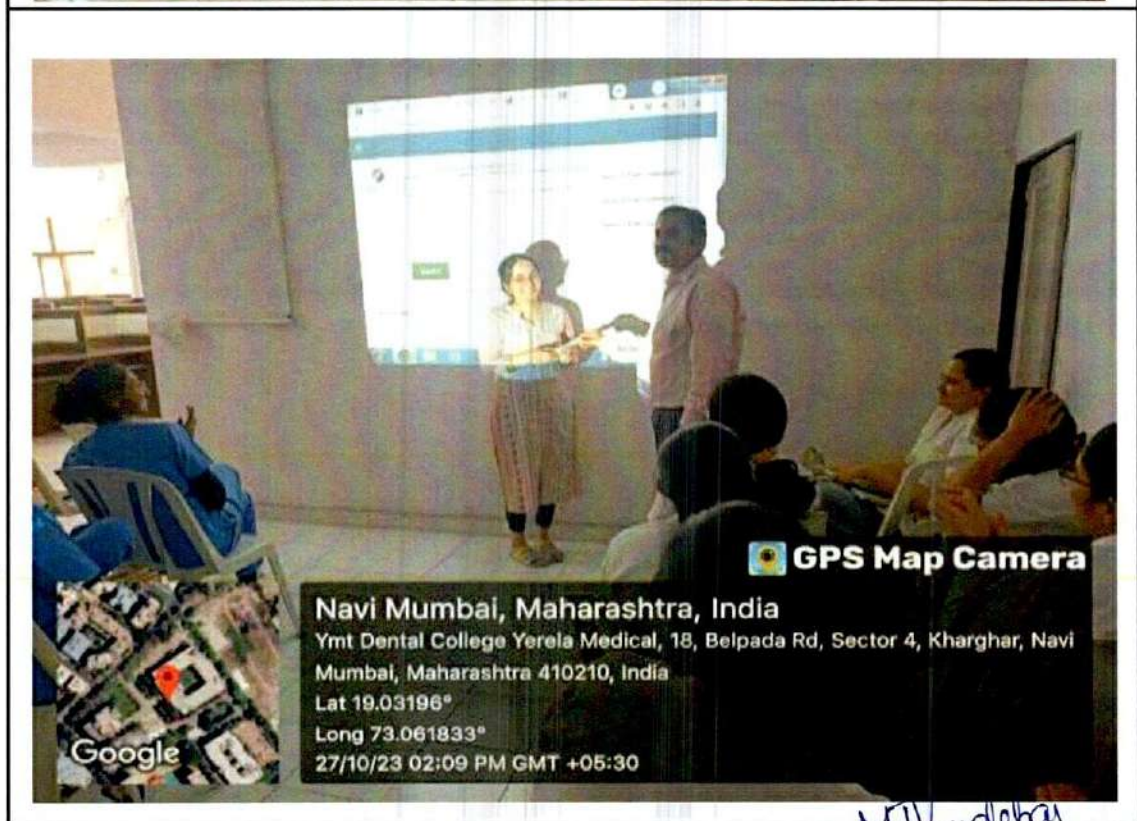 GPS Map Camera
Navi Mumbai, Maharashtra, India
Ymt Dental College Yerela Medical, 18, Belpada Rd, Sector 4, Kharghar, Navi
Mumbai, Maharashtra 410210, India
Lat 19.03196°
Long 73.061833°
27/10/23 02:09 PM GMT +05:30
Google